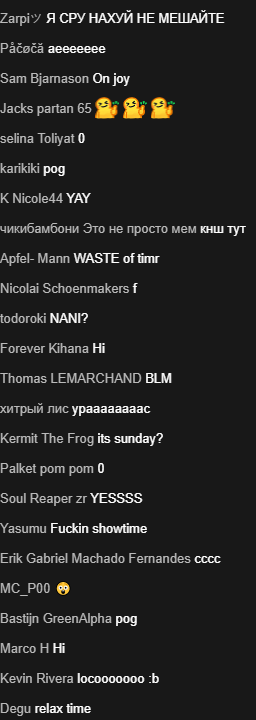 Zarpiツ Я СРУ НАХУЙ НЕ МЕШАЙТЕ
Påčøčă aeeeeeee
Sam Bjarnason On joy
Jacks partan 65
selina Toliyat 0
karikiki pog
K Nicole44 YAY
чикибамбони Это не просто мем кнш тут
Apfel- Mann WASTE of timr
Nicolai Schoenmakers f
todoroki NANI?
Forever Kihana Hi
Thomas LEMARCHAND BLM
хитрый лис урааааааааc
Kermit The Frog its sunday?
Palket pom pom 0
Soul Reaper zr YESSSS
Yasumu Fuckin showtime
Erik Gabriel Machado Fernandes cccc
MC_P00 😳
Bastijn GreenAlpha pog
Marco H Hi
Kevin Rivera locooooooo :b
Degu relax time